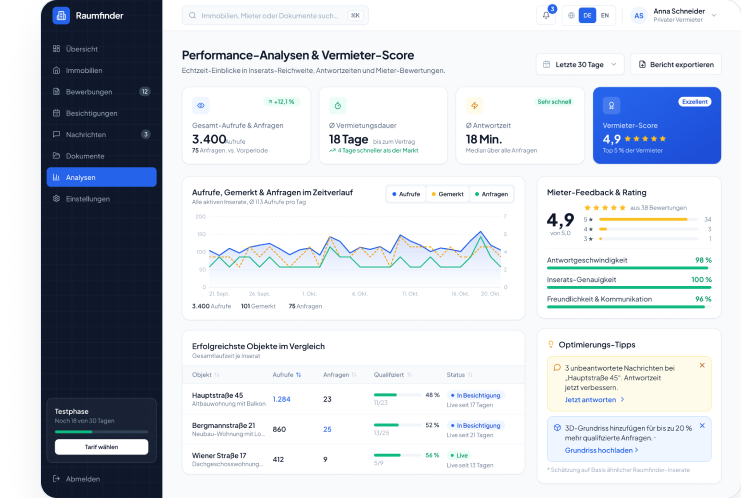 Raumfinder
Immobilien, Mieter oder Dokumente such...
⌘K
3
DE
EN
AS
Anna Schneider
Privater Vermieter
Übersicht
Immobilien
Bewerbungen 12
Besichtigungen
Nachrichten 3
Dokumente
Analysen
Einstellungen
Testphase
Noch 18 von 30 Tagen
Tarif wählen
Abmelden
Performance-Analysen & Vermieter-Score
Echtzeit-Einblicke in Inserats-Reichweite, Antwortzeiten und Mieter-Bewertungen.
Letzte 30 Tage
Bericht exportieren
+12,1 %
Gesamt-Aufrufe & Anfragen
3.400 Aufrufe
75 Anfragen. vs. Vorperiode
Ø Vermietungsdauer
18 Tage bis zum Vertrag
4 Tage schneller als der Markt
Sehr schnell
Ø Antwortzeit
18 Min.
Median über alle Anfragen
Exzellent
Vermieter-Score
4,9 ★★★★★
Top 5 % der Vermieter
Aufrufe, Gemerkt & Anfragen im Zeitverlauf
Alle aktiven Inserate, Ø 113 Aufrufe pro Tag
Aufrufe
Gemerkt
Anfragen
200
150
100
50
0
7
5
4
2
0
21. Sept.
26. Sept.
1. Okt.
6. Okt.
11. Okt.
16. Okt.
20. Okt.
3.400 Aufrufe 101 Gemerkt 75 Anfragen
Mieter-Feedback & Rating
4,9
von 5,0
★★★★★ aus 38 Bewertungen
5 ★ 34
4 ★ 3
3 ★ 1
Antwortgeschwindigkeit 98 %
Inserats-Genauigkeit 100 %
Freundlichkeit & Kommunikation 96 %
Erfolgreichste Objekte im Vergleich
Gesamtlaufzeit je Inserat
Objekt Aufrufe Anfragen Qualifiziert Status
Hauptstraße 45 1.284 23 48 % In Besichtigung
Altbauwohnung mit Balkon 11/23 Live seit 17 Tagen
Bergmannstraße 21 860 25 52 % In Besichtigung
Neubau-Wohnung mit Lo... 13/25 Live seit 21 Tagen
Wiener Straße 17 412 9 56 % Live
Dachgeschosswohnung... 5/9 Live seit 13 Tagen
Optimierungs-Tipps
3 unbeantwortete Nachrichten bei
„Hauptstraße 45“. Antwortzeit
jetzt verbessern.
Jetzt antworten
3D-Grundriss hinzufügen für bis zu 20 %
mehr qualifizierte Anfragen. *
Grundriss hochladen
* Schätzung auf Basis ähnlicher Raumfinder-Inserate